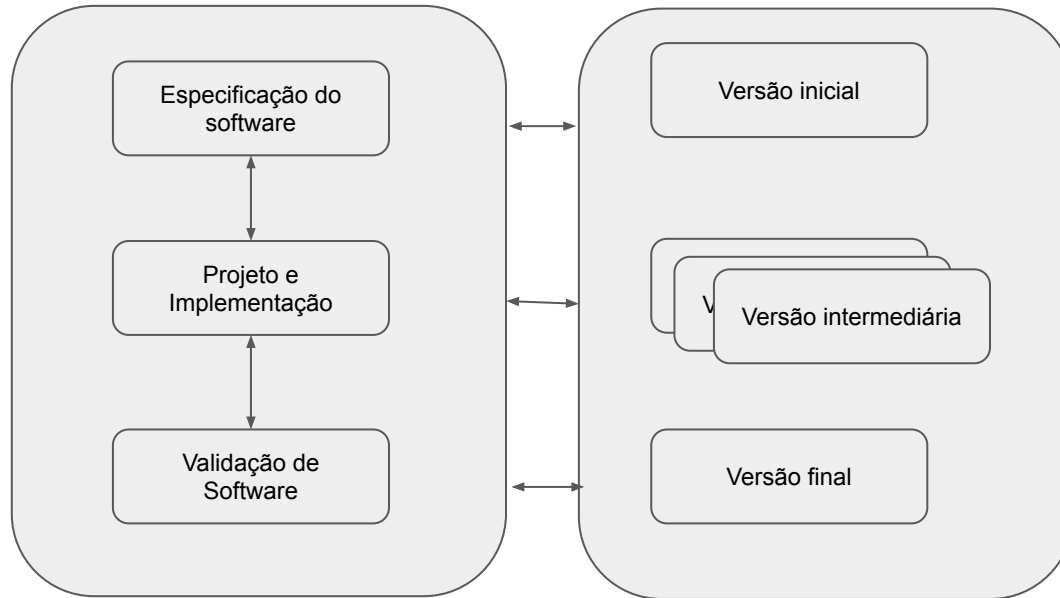 Especificação do
software
Projeto e
Implementação
Validação de
Software
Versão inicial
V
Versão intermediária
Versão final